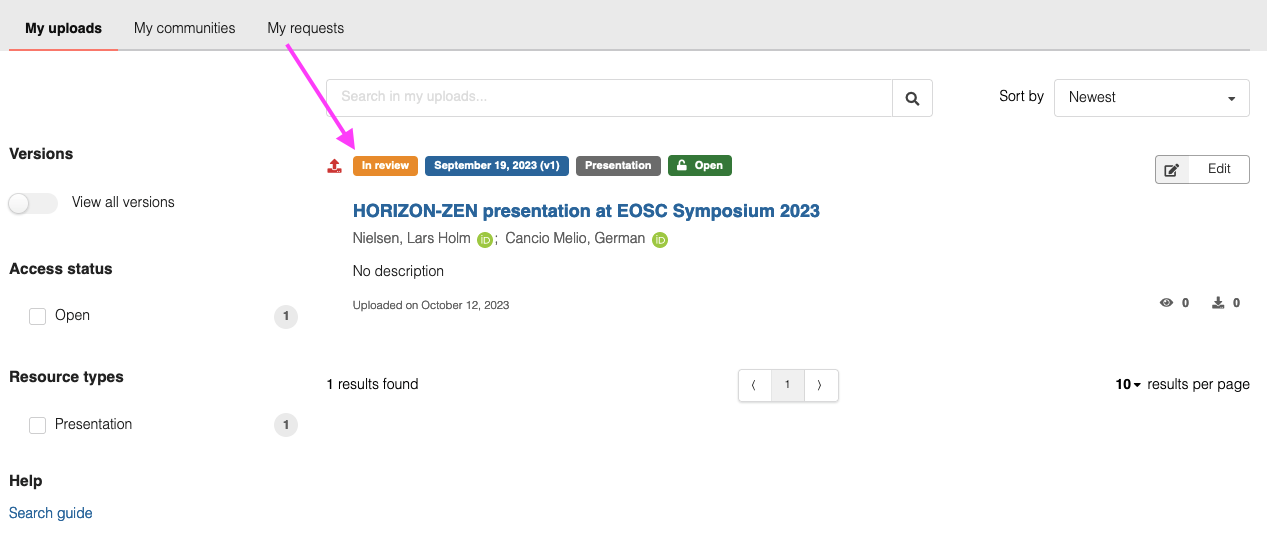 My uploads My communities My requests
Search in my uploads... Sort by Newest
Versions
View all versions
Access status
Open 1
Resource types
Presentation 1
Help
Search guide
In review September 19, 2023 (v1) Presentation Open Edit
HORIZON-ZEN presentation at EOSC Symposium 2023
Nielsen, Lars Holm iD; Cancio Melio, German iD
No description
Uploaded on October 12, 2023 0 0
1 results found 1 10 results per page